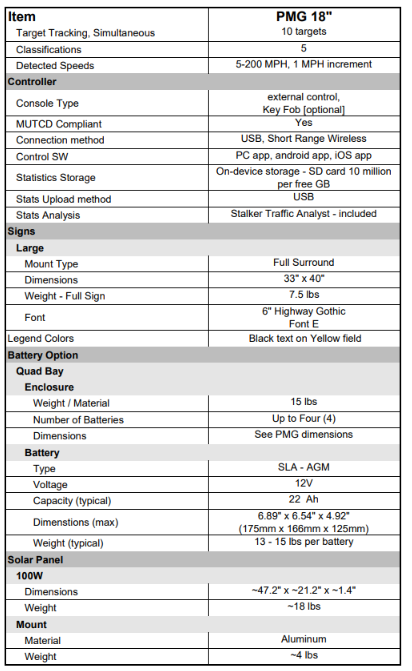 Item PMG 18"
Target Tracking, Simultaneous 10 targets
Classifications 5
Detected Speeds 5-200 MPH, 1 MPH increment
Controller
Console Type external control,
Key Fob [optional]
MUTCD Compliant Yes
Connection method USB, Short Range Wireless
Control SW PC app, android app, iOS app
Statistics Storage On-device storage - SD card 10 million
per free GB
Stats Upload method USB
Stats Analysis Stalker Traffic Analyst - included
Signs
Large
Mount Type Full Surround
Dimensions 33" x 40"
Weight - Full Sign 7.5 lbs
Font 6" Highway Gothic
Font E
Legend Colors Black text on Yellow field
Battery Option
Quad Bay
Enclosure
Weight / Material 15 lbs
Number of Batteries Up to Four (4)
Dimensions See PMG dimensions
Battery
Type SLA - AGM
Voltage 12V
Capacity (typical) 22 Ah
Dimenstions (max) 6.89" x 6.54" x 4.92"
(175mm x 166mm x 125mm)
Weight (typical) 13 - 15 lbs per battery
Solar Panel
100W
Dimensions ~47.2" x ~21.2" x ~1.4"
Weight ~18 lbs
Mount
Material Aluminum
Weight ~4 lbs